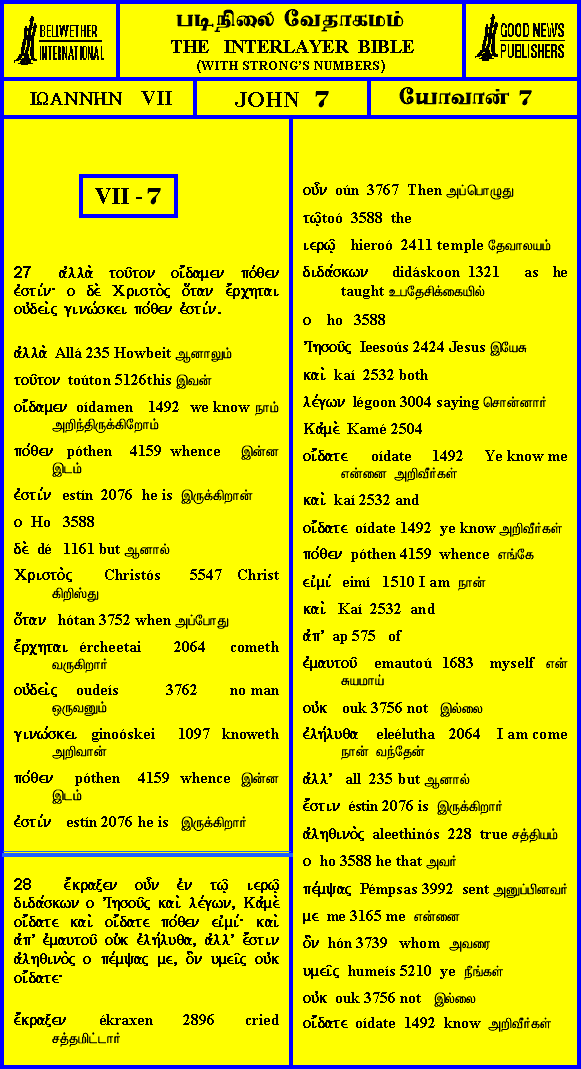 BELLWETHER
INTERNATIONAL
படிநிலை வேதாகமம்
THE INTERLAYER BIBLE
(WITH STRONG'S NUMBERS)
GOOD NEWS
PUBLISHERS
ΙΩΑΝΝΗΝ VII
JOHN 7
யோவான் 7
VII - 7
27 ἀλλὰ τοῦτον οἴδαμεν πόθεν
ἐστίν· ο δὲ Χριστὸς ὅταν ἔρχηται
οὐδεὶς γινώσκει πόθεν ἐστίν.
ἀλλὰ Allá 235 Howbeit ஆனாலும்
τοῦτον toúton 5126this இவன்
οἴδαμεν oídamen 1492 we know நாம்
அறிந்திருக்கிறோம்
πόθεν póthen 4159 whence இன்ன
இடம்
ἐστίν estín 2076 he is இருக்கிறான்
ο Ho 3588
δὲ dé 1161 but ஆனால்
Χριστὸς Christós 5547 Christ
கிறிஸ்து
ὅταν hótan 3752 when அப்போது
ἔρχηται ércheetai 2064 cometh
வருகிறார்
οὐδεὶς oudeís 3762 no man
ஒருவனும்
γινώσκει ginoóskei 1097 knoweth
அறிவான்
πόθεν póthen 4159 whence இன்ன
இடம்
ἐστίν estín 2076 he is இருக்கிறார்
28 ἔκραξεν οὖν ἐν τῶ ιερῶ
διδάσκων ο Ἰησοῦς καὶ λέγων, Κἀμὲ
οἴδατε καὶ οἴδατε πόθεν εἰμί· καὶ
ἀπ' ἐμαυτοῦ οὐκ ἐλήλυθα, ἀλλ' ἔστιν
ἀληθινὸς ο πέμψας με, ὃν υμεῖς οὐκ
οἴδατε·
ἔκραξεν ékraxen 2896 cried
சத்தமிட்டார்
οὖν oún 3767 Then அப்பொழுது
τῶtoó 3588 the
ιερῶ hieroó 2411 temple தேவாலயம்
διδάσκων didáskoon 1321 as he
taught உபதேசிக்கையில்
ο ho 3588
Ἰησοῦς Ieesoús 2424 Jesus இயேசு
καὶ kaí 2532 both
λέγων légoon 3004 saying சொன்னார்
Κἀμὲ Kamé 2504
οἴδατε oídate 1492 Ye know me
என்னை அறிவீர்கள்
καὶ kaí 2532 and
οἴδατε oídate 1492 ye know அறிவீர்கள்
πόθεν póthen 4159 whence எங்கே
εἰμί eimí 1510 I am நான்
καὶ Kaí 2532 and
ἀπ' ap 575 of
ἐμαυτοῦ emautoú 1683 myself என்
சுயமாய்
οὐκ ouk 3756 not இல்லை
ἐλήλυθα eleélutha 2064 I am come
நான் வந்தேன்
ἀλλ' all 235 but ஆனால்
ἔστιν éstin 2076 is இருக்கிறார்
ἀληθινὸς aleethinós 228 true சத்தியம்
ο ho 3588 he that அவர்
πέμψας Pémpsas 3992 sent அனுப்பினவர்
με me 3165 me என்னை
ὃν hón 3739 whom அவரை
υμεῖς humeís 5210 ye நீங்கள்
οὐκ ouk 3756 not இல்லை
οἴδατε oídate 1492 know அறிவீர்கள்